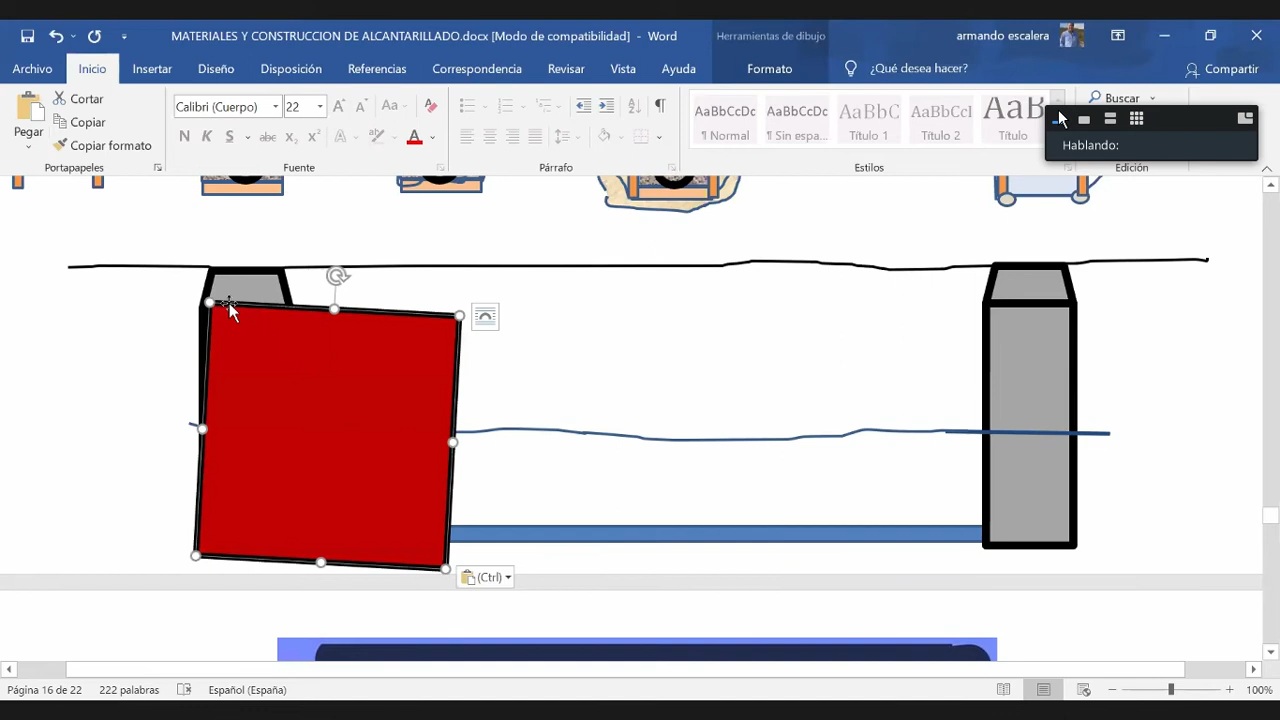 MATERIALES Y CONSTRUCCION DE ALCANTARILLADO.docx [Modo de compatibilidad] - Word
Herramientas de dibujo
armando escalera
Archivo Inicio Insertar Diseño Disposición Referencias Correspondencia Revisar Vista Ayuda Formato ¿Qué desea hacer? Compartir
Pegar
Cortar
Copiar
Copiar formato
Portapapeles
Calibri (Cuerpo) 22
N K S abc x₂ x²
Fuente
Párrafo
AaBbCcDc AaBbCcDc AaBbC AaBbCcI AaB
¶ Normal ¶ Sin espa... Título 1 Título 2 Título
Estilos
Buscar
Edición
Hablando:
(Ctrl)
Página 16 de 22 222 palabras Español (España) 100%